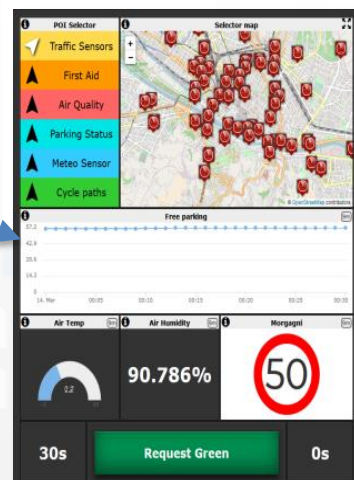 POI Selector
Selector map
Traffic Sensors
First Aid
Air Quality
Parking Status
Meteo Sensor
Cycle paths
+
-
© OpenStreetMap contributors
Free parking
57.2
42.9
28.6
14.3
0
14. Mar 00:05 00:10 00:15 00:20 00:25 00:30
Air Temp
Air Humidity
Morgagni
90.786%
50
30s
Request Green
0s